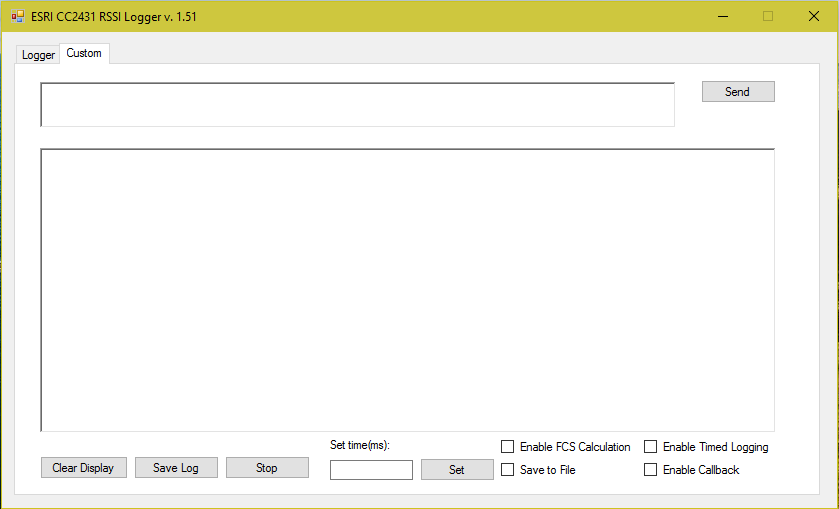 ESRI CC2431 RSSI Logger v. 1.51
Logger
Custom
Send
Set time(ms):
Enable FCS Calculation
Enable Timed Logging
Clear Display
Save Log
Stop
Set
Save to File
Enable Callback